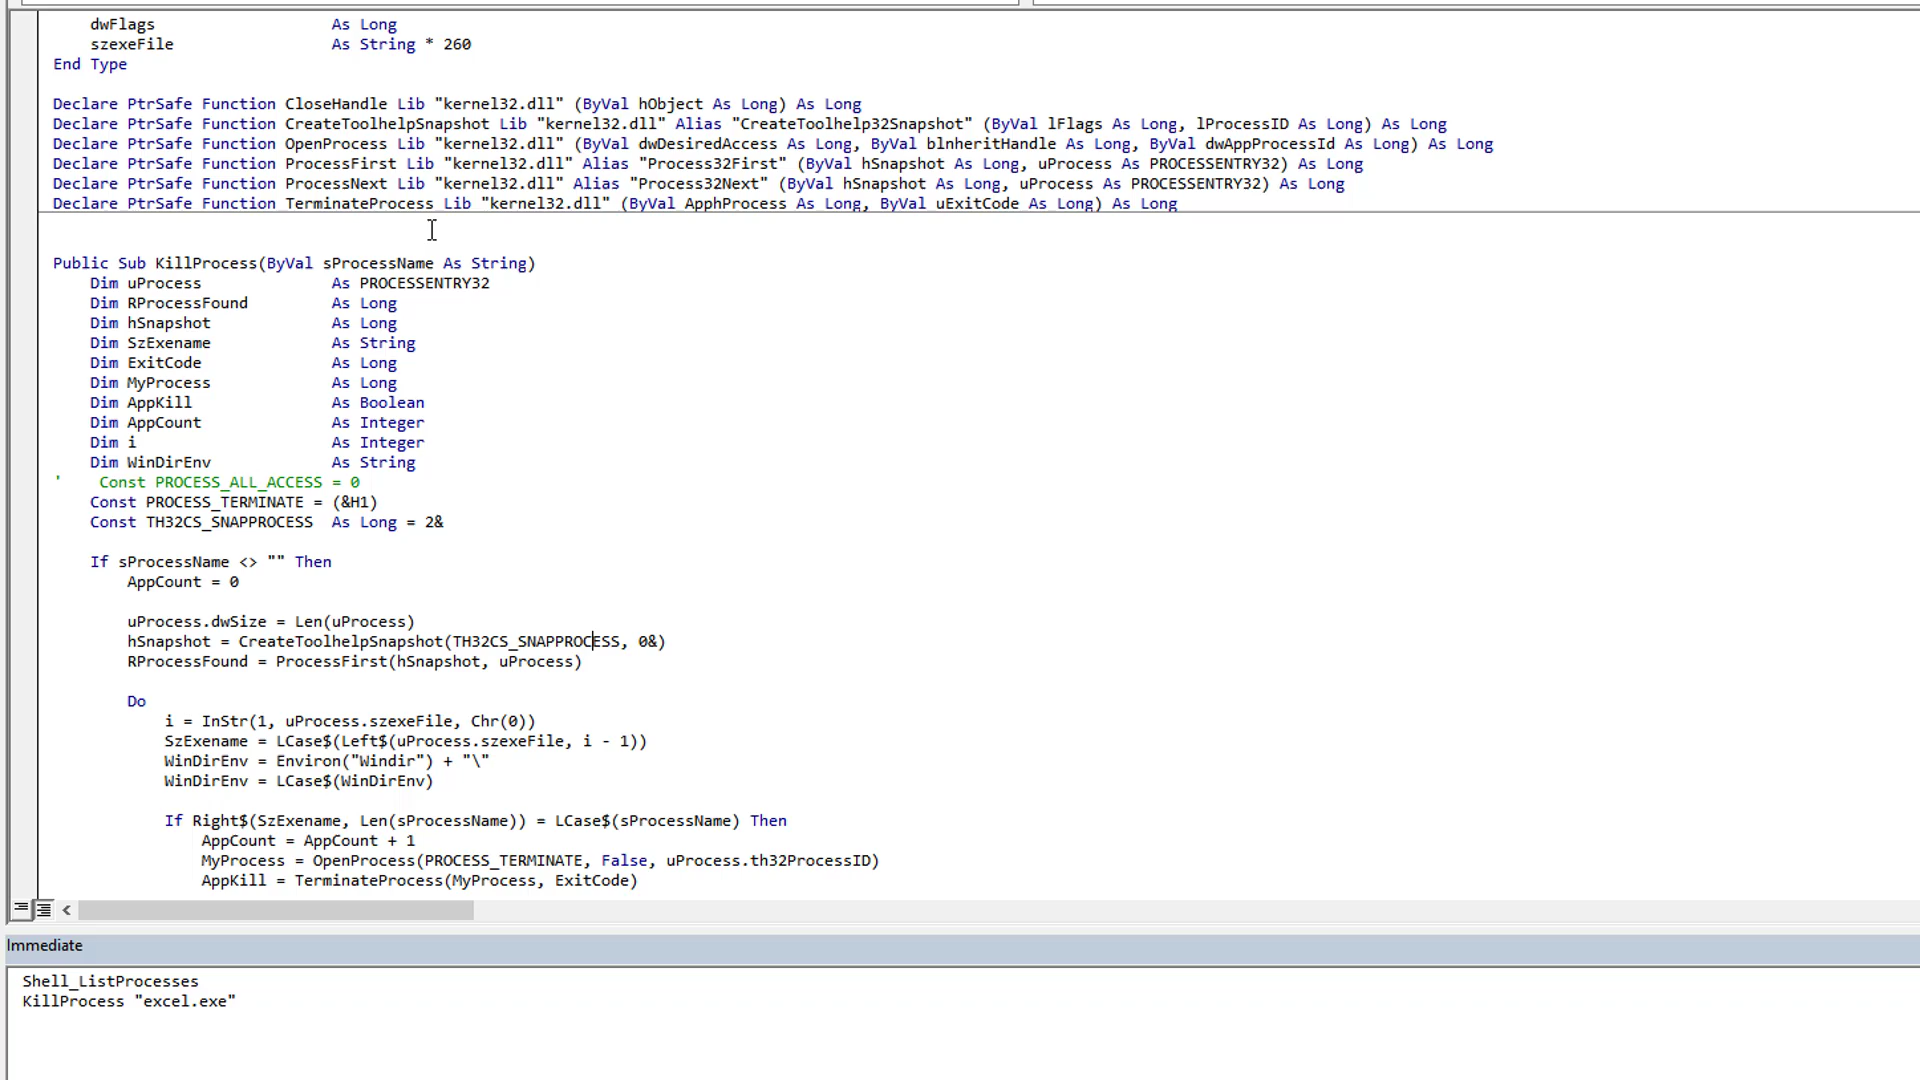 dwFlags As Long
szexeFile As String * 260
End Type
Declare PtrSafe Function CloseHandle Lib "kernel32.dll" (ByVal hObject As Long) As Long
Declare PtrSafe Function CreateToolhelpSnapshot Lib "kernel32.dll" Alias "CreateToolhelp32Snapshot" (ByVal lFlags As Long, lProcessID As Long) As Long
Declare PtrSafe Function OpenProcess Lib "kernel32.dll" (ByVal dwDesiredAccess As Long, ByVal blnheritHandle As Long, ByVal dwAppProcessId As Long) As Long
Declare PtrSafe Function ProcessFirst Lib "kernel32.dll" Alias "Process32First" (ByVal hSnapshot As Long, uProcess As PROCESSENTRY32) As Long
Declare PtrSafe Function ProcessNext Lib "kernel32.dll" Alias "Process32Next" (ByVal hSnapshot As Long, uProcess As PROCESSENTRY32) As Long
Declare PtrSafe Function TerminateProcess Lib "kernel32.dll" (ByVal ApphProcess As Long, ByVal uExitCode As Long) As Long
Public Sub KillProcess(ByVal sProcessName As String)
Dim uProcess As PROCESSENTRY32
Dim RProcessFound As Long
Dim hSnapshot As Long
Dim SzExename As String
Dim ExitCode As Long
Dim MyProcess As Long
Dim AppKill As Boolean
Dim AppCount As Integer
Dim i As Integer
Dim WinDirEnv As String
' Const PROCESS_ALL_ACCESS = 0
Const PROCESS_TERMINATE = (&H1)
Const TH32CS_SNAPPROCESS As Long = 2&
If sProcessName <> "" Then
AppCount = 0
uProcess.dwSize = Len(uProcess)
hSnapshot = CreateToolhelpSnapshot(TH32CS_SNAPPROCESS, 0&)
RProcessFound = ProcessFirst(hSnapshot, uProcess)
Do
i = InStr(1, uProcess.szexeFile, Chr(0))
SzExename = LCase$(Left$(uProcess.szexeFile, i - 1))
WinDirEnv = Environ("Windir") + "\"
WinDirEnv = LCase$(WinDirEnv)
If Right$(SzExename, Len(sProcessName)) = LCase$(sProcessName) Then
AppCount = AppCount + 1
MyProcess = OpenProcess(PROCESS_TERMINATE, False, uProcess.th32ProcessID)
AppKill = TerminateProcess(MyProcess, ExitCode)
Immediate
Shell_ListProcesses
KillProcess "excel.exe"